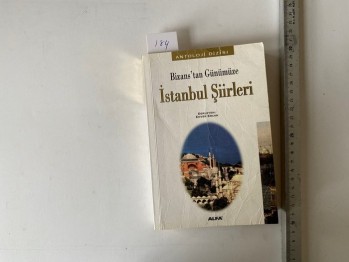 184
ANTOLOJİ DİZİSİ
Bizans'tan Günümüze
İstanbul Şiirleri
ALFA